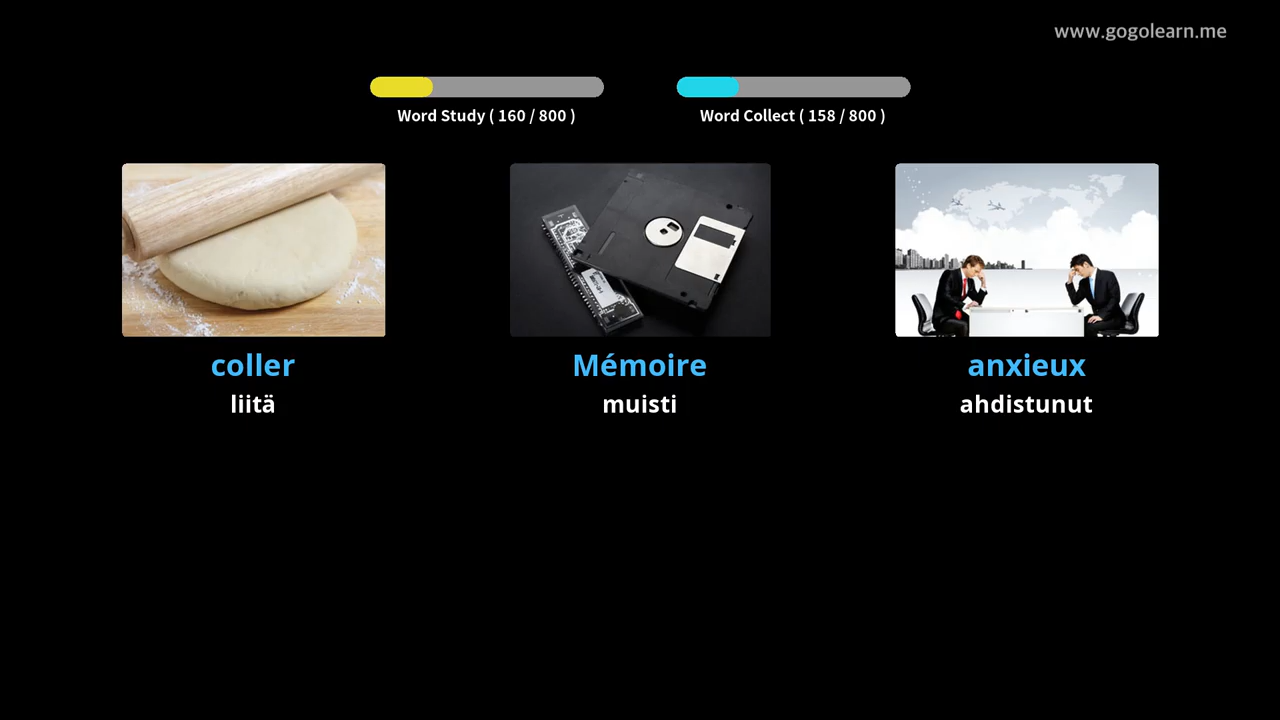 www.gogolearn.me
Word Study ( 160 / 800 )
Word Collect ( 158 / 800 )
coller
liitä
Mémoire
muisti
anxieux
ahdistunut